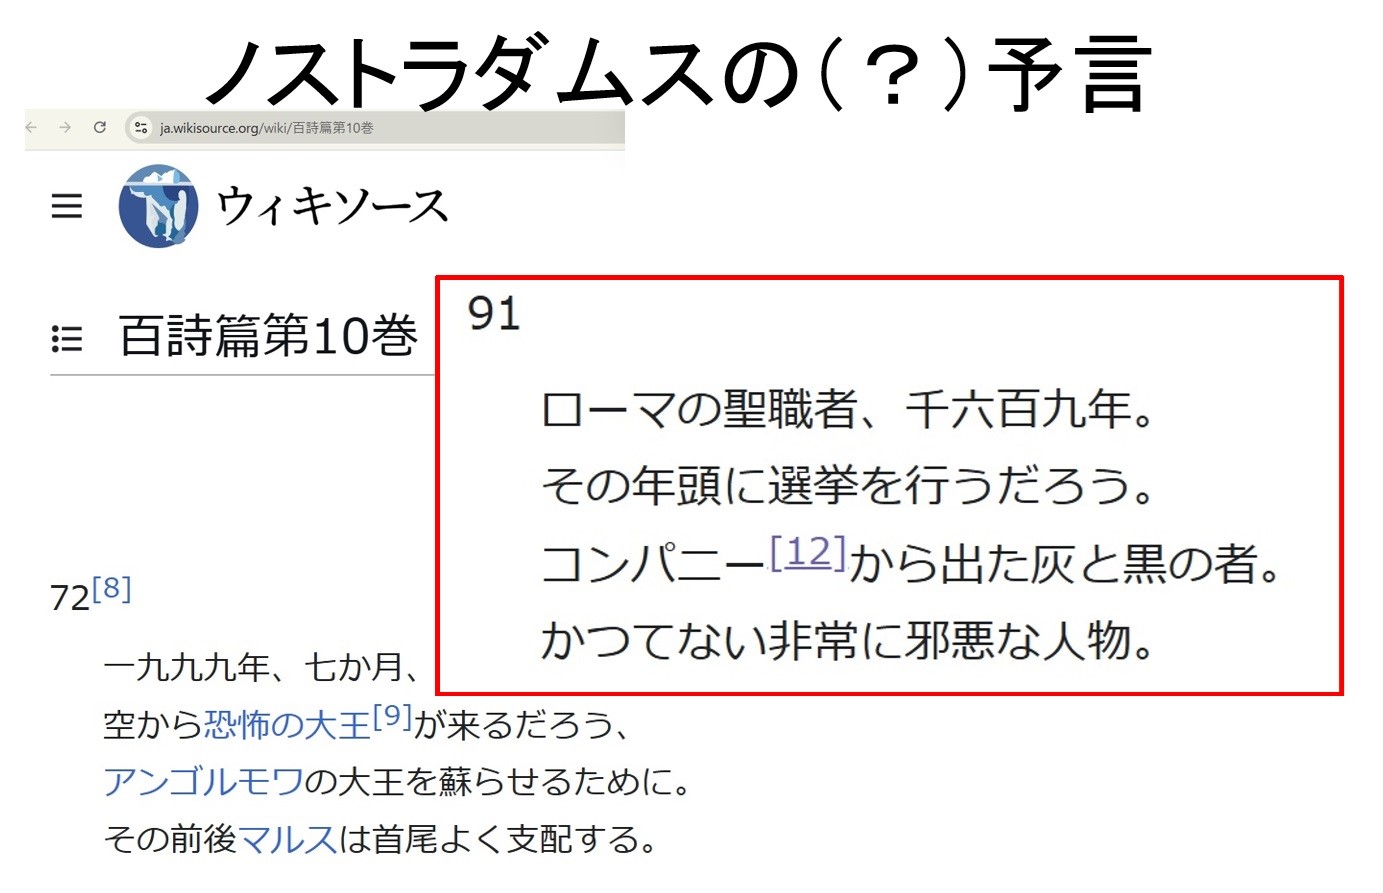 ノストラダムスの(？)予言
ja.wikisource.org/wiki/百詩篇第10巻
ウィキソース
百詩篇第10巻
91
ローマの聖職者、千六百九年。
その年頭に選挙を行うだろう。
コンパニー[12]から出た灰と黒の者。
かつてない非常に邪悪な人物。
72[8]
一九九九年、七か月、
空から恐怖の大王[9]が来るだろう、
アンゴルモワの大王を蘇らせるために。
その前後マルスは首尾よく支配する。